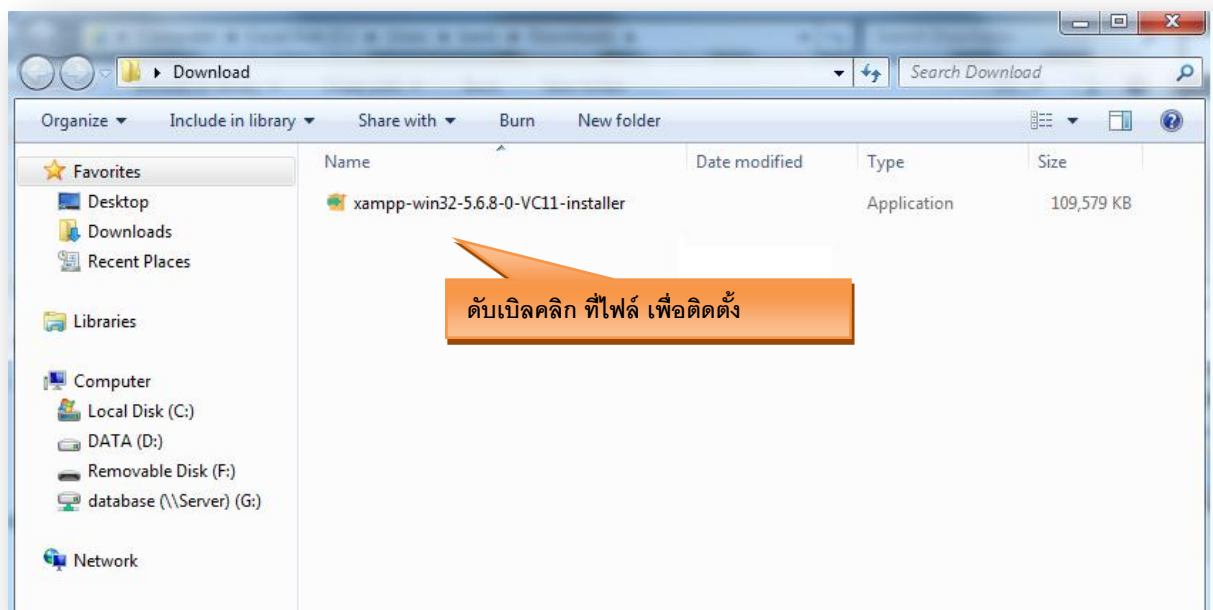 Download
Search Download
Organize
Include in library
Share with
Burn
New folder
Name
Date modified
Type
Size
Favorites
Desktop
Downloads
Recent Places
Libraries
Computer
Local Disk (C:)
DATA (D:)
Removable Disk (F:)
database (\\Server) (G:)
Network
xampp-win32-5.6.8-0-VC11-installer
Application
109,579 KB
ดับเบิลคลิก ที่ไฟล์ เพื่อติดตั้ง